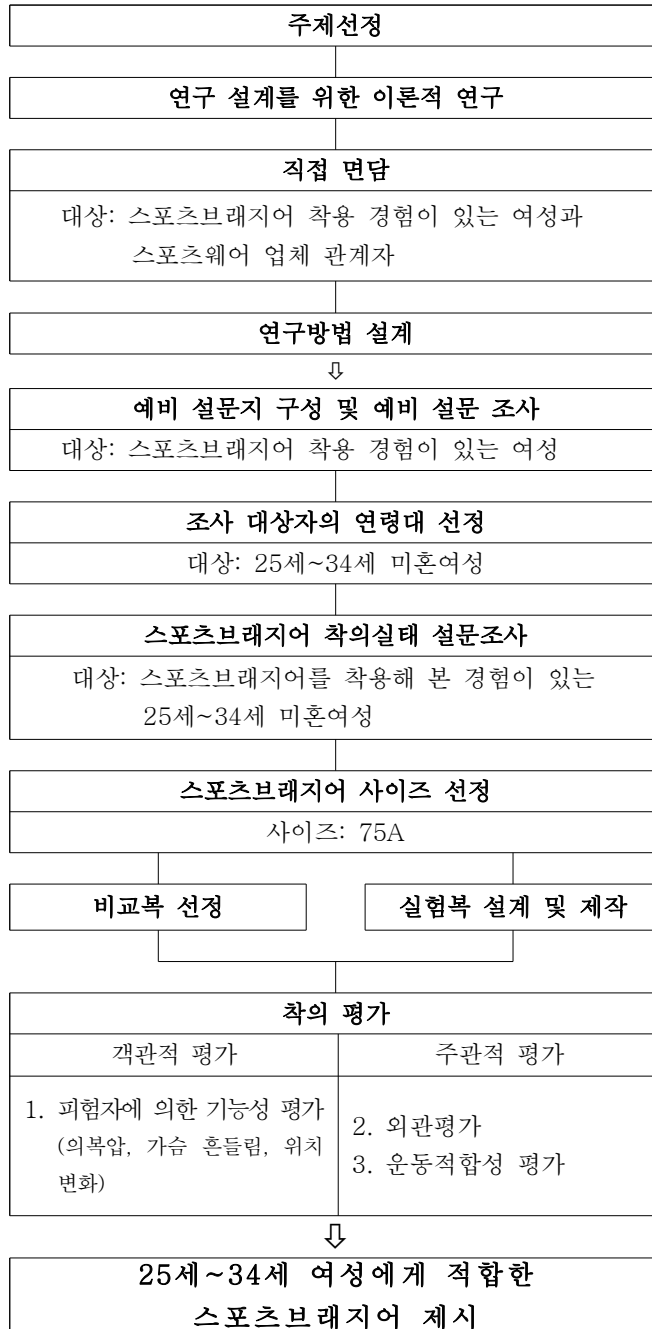 주제선정
연구 설계를 위한 이론적 연구
직접 면담
대상: 스포츠브래지어 착용 경험이 있는 여성과
스포츠웨어 업체 관계자
연구방법 설계
⇩
예비 설문지 구성 및 예비 설문 조사
대상: 스포츠브래지어 착용 경험이 있는 여성
조사 대상자의 연령대 선정
대상: 25세~34세 미혼여성
스포츠브래지어 착의실태 설문조사
대상: 스포츠브래지어를 착용해 본 경험이 있는
25세~34세 미혼여성
스포츠브래지어 사이즈 선정
사이즈: 75A
비교복 선정
실험복 설계 및 제작
착의 평가
객관적 평가
주관적 평가
1. 피험자에 의한 기능성 평가
(의복압, 가슴 흔들림, 위치
변화)
2. 외관평가
3. 운동적합성 평가
⇩
25세~34세 여성에게 적합한
스포츠브래지어 제시